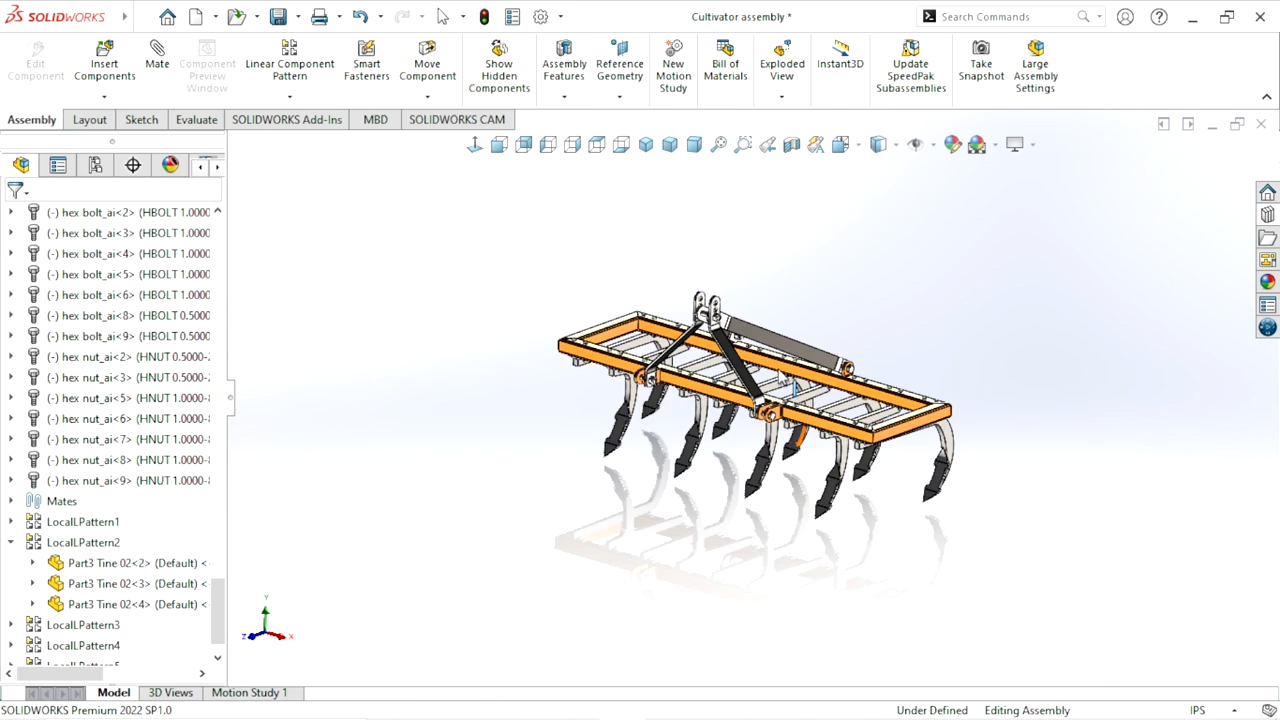 SOLIDWORKS
Cultivator assembly *
Search Commands
Edit Component
Insert Components
Mate
Component Preview Window
Linear Component Pattern
Smart Fasteners
Move Component
Show Hidden Components
Assembly Features
Reference Geometry
New Motion Study
Bill of Materials
Exploded View
Instant3D
Update SpeedPak Subassemblies
Take Snapshot
Large Assembly Settings
Assembly
Layout
Sketch
Evaluate
SOLIDWORKS Add-Ins
MBD
SOLIDWORKS CAM
(-) hex bolt_ai<2> (HBOLT 1.0000
(-) hex bolt_ai<3> (HBOLT 1.0000
(-) hex bolt_ai<4> (HBOLT 1.0000
(-) hex bolt_ai<5> (HBOLT 1.0000
(-) hex bolt_ai<6> (HBOLT 1.0000
(-) hex bolt_ai<8> (HBOLT 0.5000
(-) hex bolt_ai<9> (HBOLT 0.5000
(-) hex nut_ai<2> (HNUT 0.5000-
(-) hex nut_ai<3> (HNUT 0.5000-
(-) hex nut_ai<5> (HNUT 1.0000-8
(-) hex nut_ai<6> (HNUT 1.0000-8
(-) hex nut_ai<7> (HNUT 1.0000-8
(-) hex nut_ai<8> (HNUT 1.0000-8
(-) hex nut_ai<9> (HNUT 1.0000-8
Mates
LocalLPattern1
LocalLPattern2
Part3 Tine 02<2> (Default) <
Part3 Tine 02<3> (Default) <
Part3 Tine 02<4> (Default) <
LocalLPattern3
LocalLPattern4
LocalLPattern5
Y
Z
X
Model
3D Views
Motion Study 1
SOLIDWORKS Premium 2022 SP1.0
Under Defined
Editing Assembly
IPS